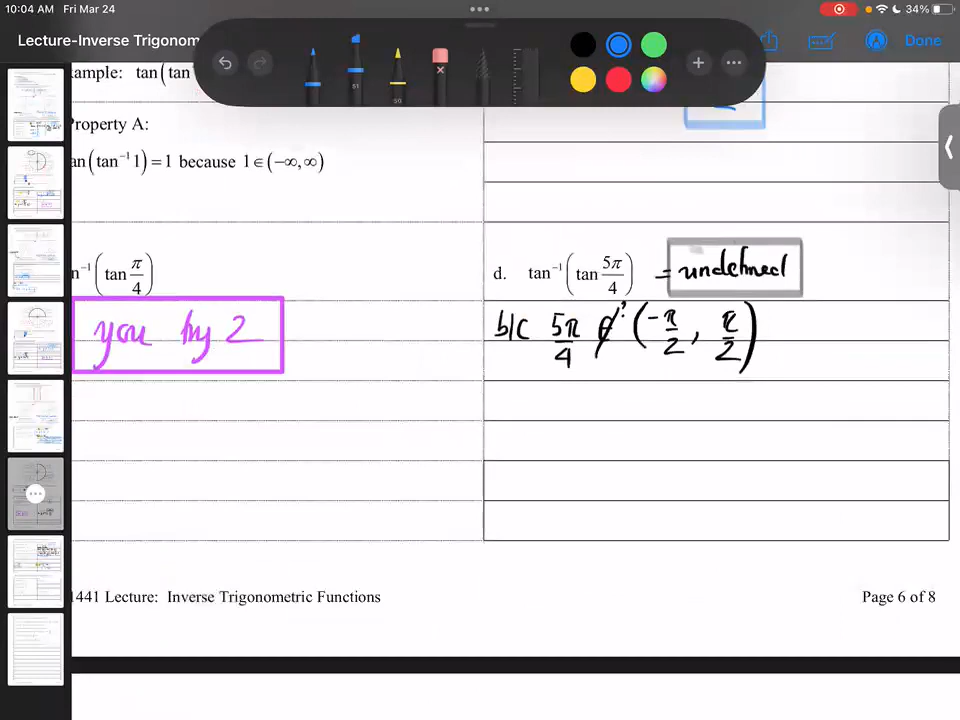 10:04 AM Fri Mar 24
34%
Lecture-Inverse Trigonom
Done
xample: tan(tan
Property A:
an(tan⁻¹1) = 1 because 1 ∈ (−∞, ∞)
n⁻¹(tan π/4)
you try 2
d. tan⁻¹(tan 5π/4) = undefined
b/c 5π/4 ∉? (-π/2, π/2)
1441 Lecture: Inverse Trigonometric Functions
Page 6 of 8